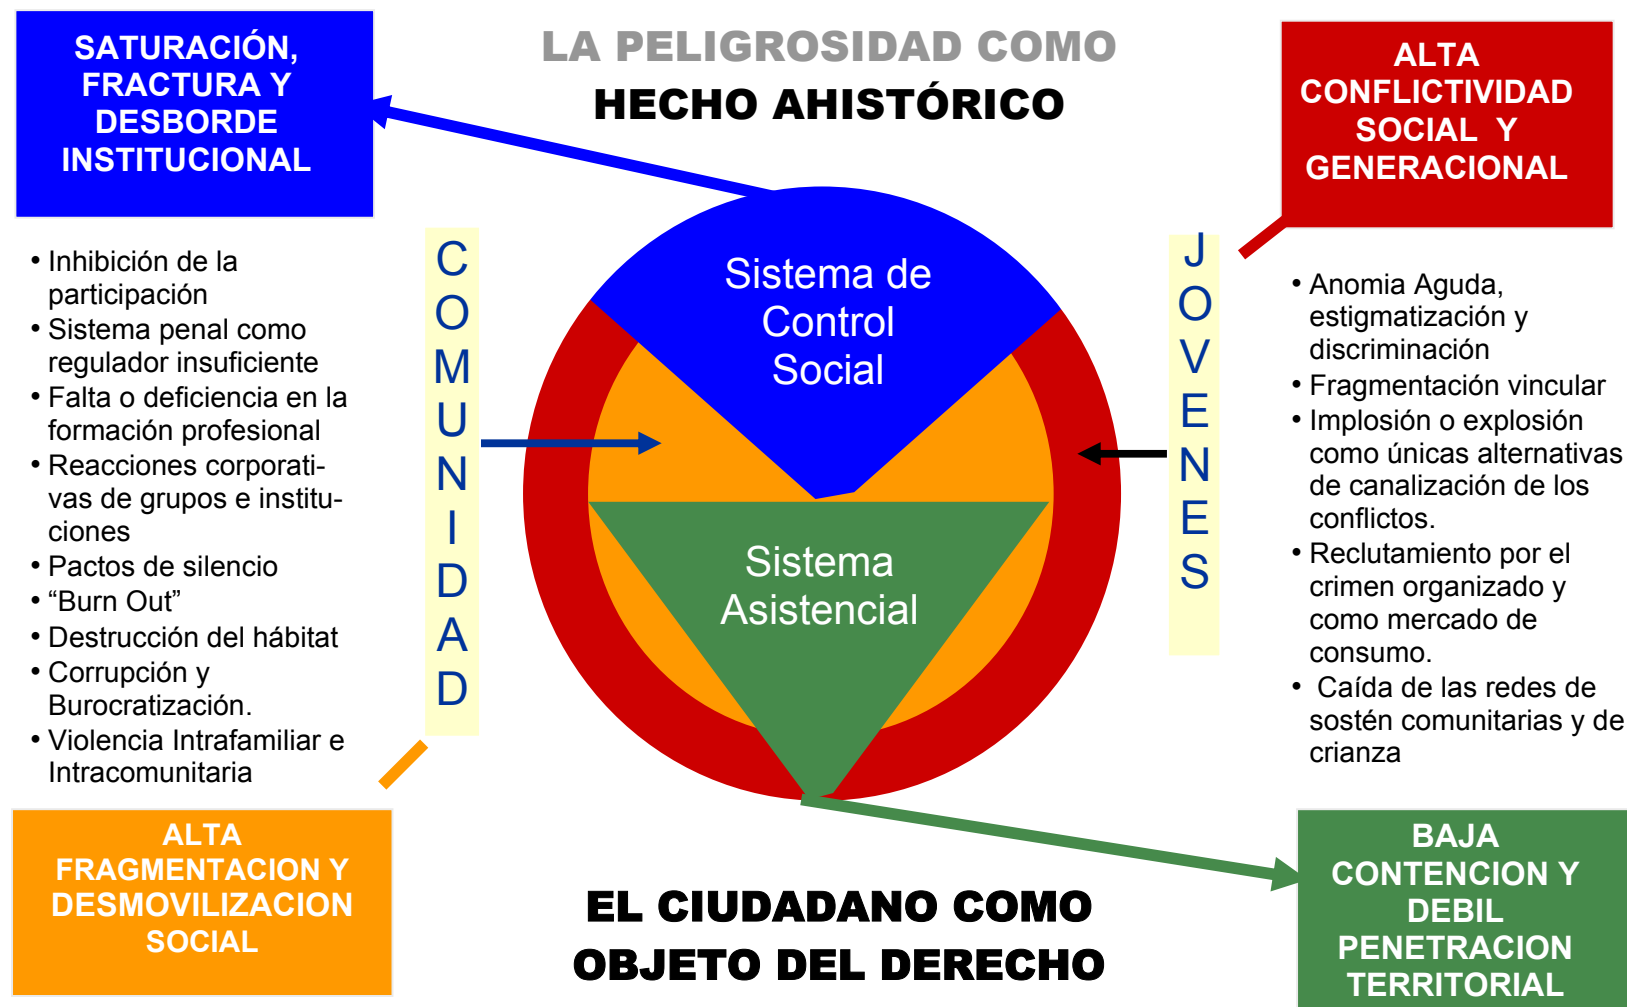 SATURACIÓN,
FRACTURA Y
DESBORDE
INSTITUCIONAL
LA PELIGROSIDAD COMO
HECHO AHISTÓRICO
ALTA
CONFLICTIVIDAD
SOCIAL Y
GENERACIONAL
• Inhibición de la
participación
• Sistema penal como
regulador insuficiente
• Falta o deficiencia en la
formación profesional
• Reacciones corporati-
vas de grupos e institu-
ciones
• Pactos de silencio
• “Burn Out”
• Destrucción del hábitat
• Corrupción y
Burocratización.
• Violencia Intrafamiliar e
Intracomunitaria
C
O
M
U
N
I
D
A
D
Sistema de
Control
Social
Sistema
Asistencial
J
O
V
E
N
E
S
• Anomia Aguda,
estigmatización y
discriminación
• Fragmentación vincular
• Implosión o explosión
como únicas alternativas
de canalización de los
conflictos.
• Reclutamiento por el
crimen organizado y
como mercado de
consumo.
• Caída de las redes de
sostén comunitarias y de
crianza
ALTA
FRAGMENTACION Y
DESMOVILIZACION
SOCIAL
EL CIUDADANO COMO
OBJETO DEL DERECHO
BAJA
CONTENCION Y
DEBIL
PENETRACION
TERRITORIAL